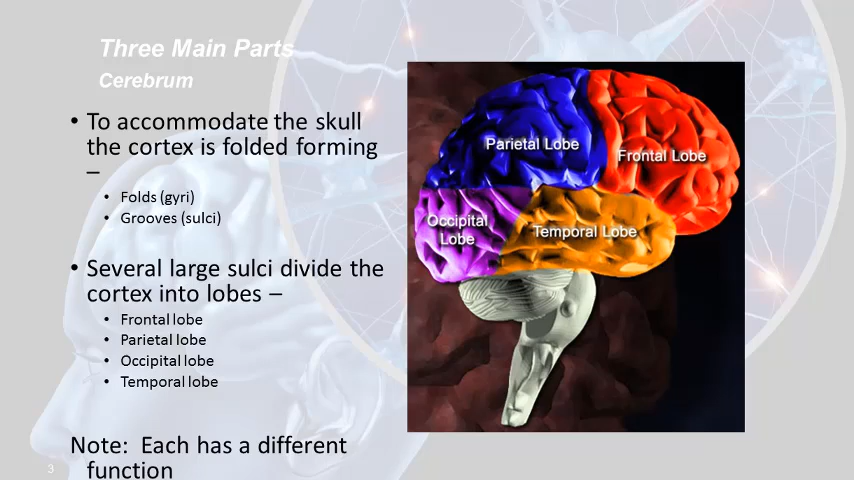 Three Main Parts
Cerebrum
• To accommodate the skull
the cortex is folded forming
–
• Folds (gyri)
• Grooves (sulci)
• Several large sulci divide the
cortex into lobes –
• Frontal lobe
• Parietal lobe
• Occipital lobe
• Temporal lobe
Note: Each has a different
function
3
Parietal Lobe
Frontal Lobe
Occipital
Lobe
Temporal Lobe